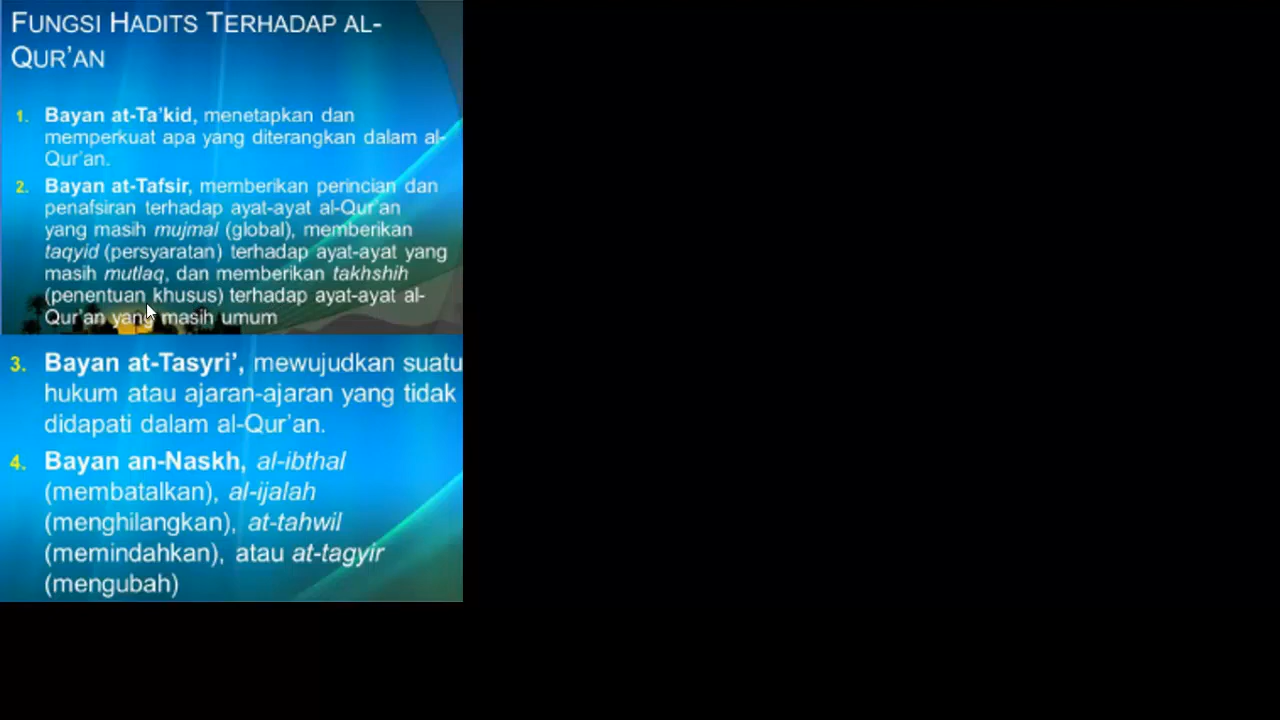 FUNGSI HADITS TERHADAP AL-
QUR'AN
1. Bayan at-Ta'kid, menetapkan dan
memperkuat apa yang diterangkan dalam al-
Qur'an.
2. Bayan at-Tafsir, memberikan perincian dan
penafsiran terhadap ayat-ayat al-Qur'an
yang masih mujmal (global), memberikan
taqyid (persyaratan) terhadap ayat-ayat yang
masih mutlaq, dan memberikan takhshih
(penentuan khusus) terhadap ayat-ayat al-
Qur'an yang masih umum
3. Bayan at-Tasyri', mewujudkan suatu
hukum atau ajaran-ajaran yang tidak
didapati dalam al-Qur'an.
4. Bayan an-Naskh, al-ibthal
(membatalkan), al-ijalah
(menghilangkan), at-tahwil
(memindahkan), atau at-tagyir
(mengubah)